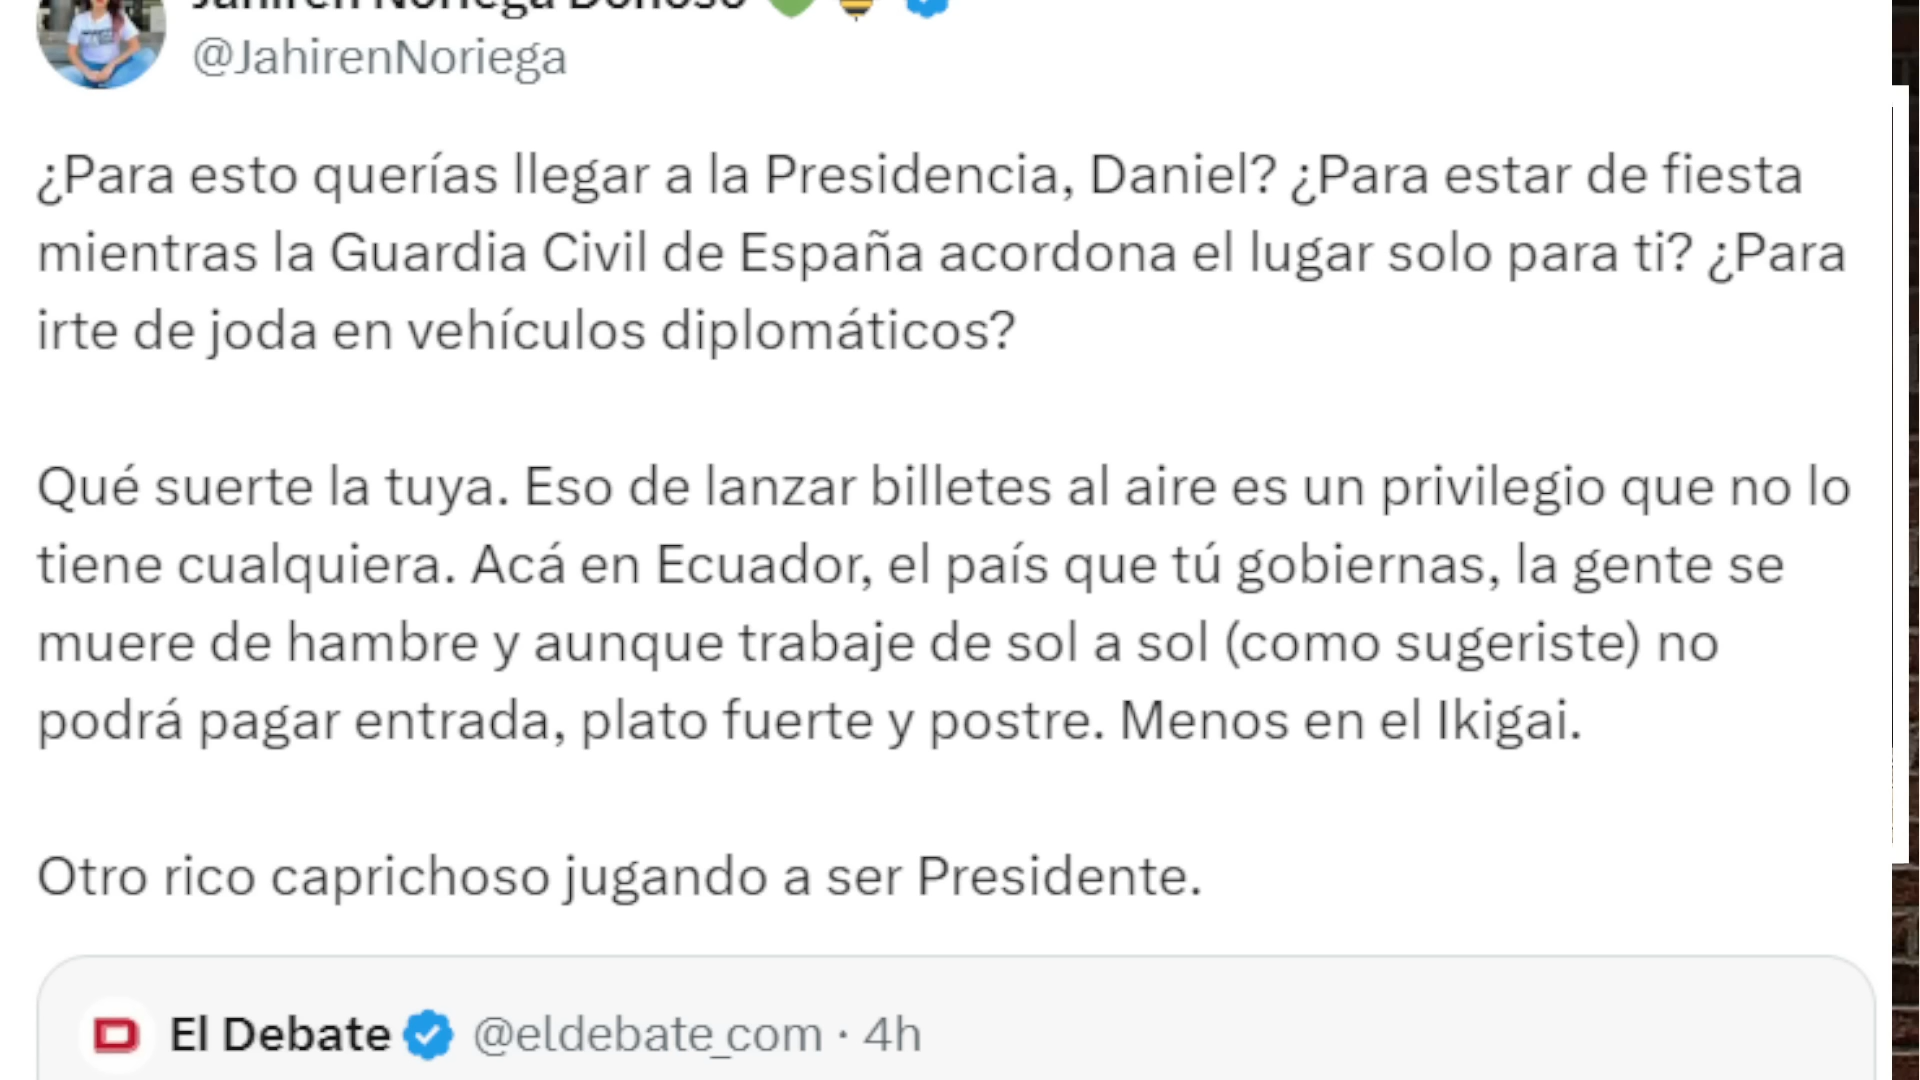 Jahiren Noriega Donoso
@JahirenNoriega
¿Para esto querías llegar a la Presidencia, Daniel? ¿Para estar de fiesta
mientras la Guardia Civil de España acordona el lugar solo para ti? ¿Para
irte de joda en vehículos diplomáticos?
Qué suerte la tuya. Eso de lanzar billetes al aire es un privilegio que no lo
tiene cualquiera. Acá en Ecuador, el país que tú gobiernas, la gente se
muere de hambre y aunque trabaje de sol a sol (como sugeriste) no
podrá pagar entrada, plato fuerte y postre. Menos en el Ikigai.
Otro rico caprichoso jugando a ser Presidente.
El Debate @eldebate_com · 4h